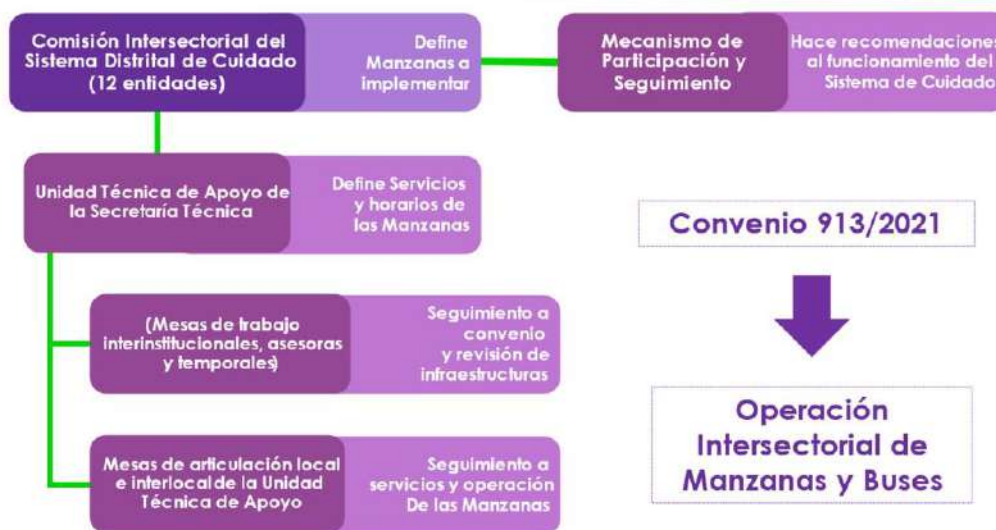 Comisión Intersectorial del
Sistema Distrital de Cuidado
(12 entidades)
Define
Manzanas a
implementar
Mecanismo de
Participación y
Seguimiento
Hace recomendaciones
al funcionamiento del
Sistema de Cuidado
Unidad Técnica de Apoyo de
la Secretaría Técnica
Define Servicios
y horarios de
las Manzanas
Convenio 913/2021
(Mesas de trabajo
interinstitucionales, asesoras
y temporales)
Seguimiento a
convenio
y revisión de
infraestructuras
Operación
Intersectorial de
Manzanas y Buses
Mesas de articulación local
e interlocal de la Unidad
Técnica de Apoyo
Seguimiento a
servicios y operación
De las Manzanas